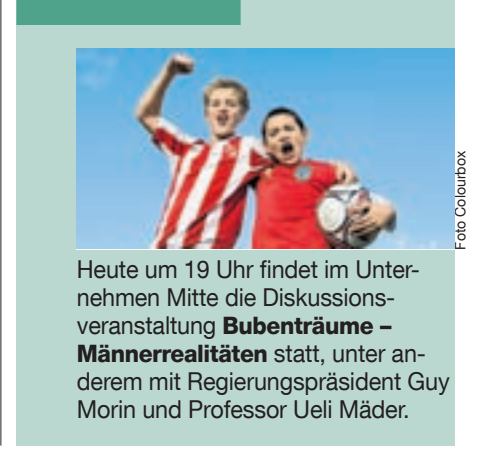 Foto Colourbox
Heute um 19 Uhr findet im Unter-
nehmen Mitte die Diskussions-
veranstaltung Bubenträume –
Männerrealitäten statt, unter an-
derem mit Regierungspräsident Guy
Morin und Professor Ueli Mäder.